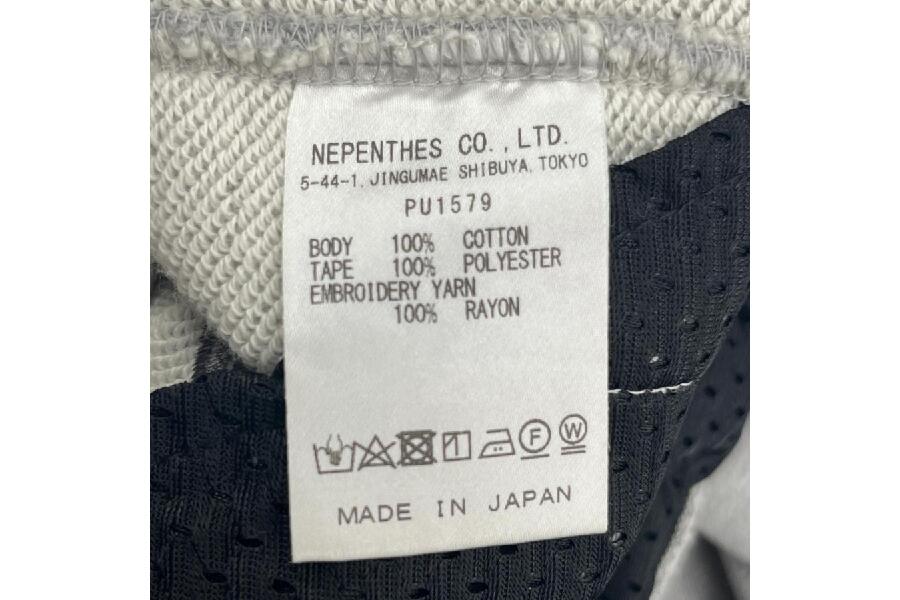 NEPENTHES CO.,LTD.
5-44-1, JINGUMAE SHIBUYA, TOKYO
PU1579
BODY 100% COTTON
TAPE 100% POLYESTER
EMBROIDERY YARN
100% RAYON
F W
MADE IN JAPAN